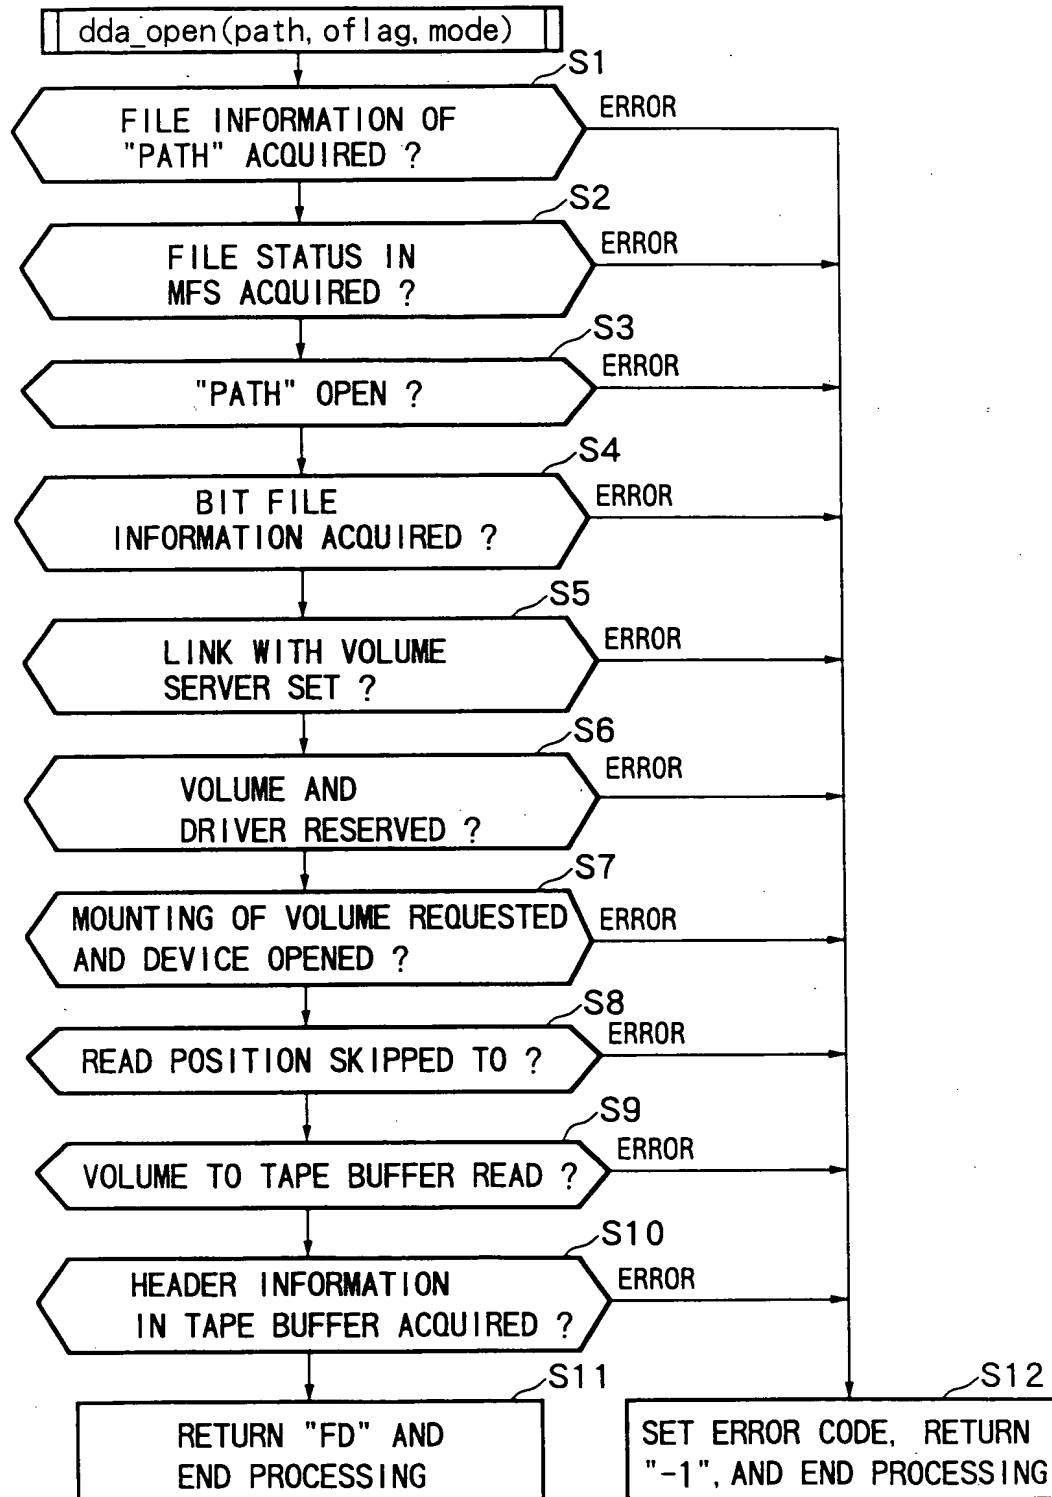 dda_open(path, oflag, mode)
S1
FILE INFORMATION OF
"PATH" ACQUIRED ?
ERROR
S2
FILE STATUS IN
MFS ACQUIRED ?
ERROR
S3
"PATH" OPEN ?
ERROR
S4
BIT FILE
INFORMATION ACQUIRED ?
ERROR
S5
LINK WITH VOLUME
SERVER SET ?
ERROR
S6
VOLUME AND
DRIVER RESERVED ?
ERROR
S7
MOUNTING OF VOLUME REQUESTED
AND DEVICE OPENED ?
ERROR
S8
READ POSITION SKIPPED TO ?
ERROR
S9
VOLUME TO TAPE BUFFER READ ?
ERROR
S10
HEADER INFORMATION
IN TAPE BUFFER ACQUIRED ?
ERROR
S11
RETURN "FD" AND
END PROCESSING
S12
SET ERROR CODE, RETURN
"-1", AND END PROCESSING